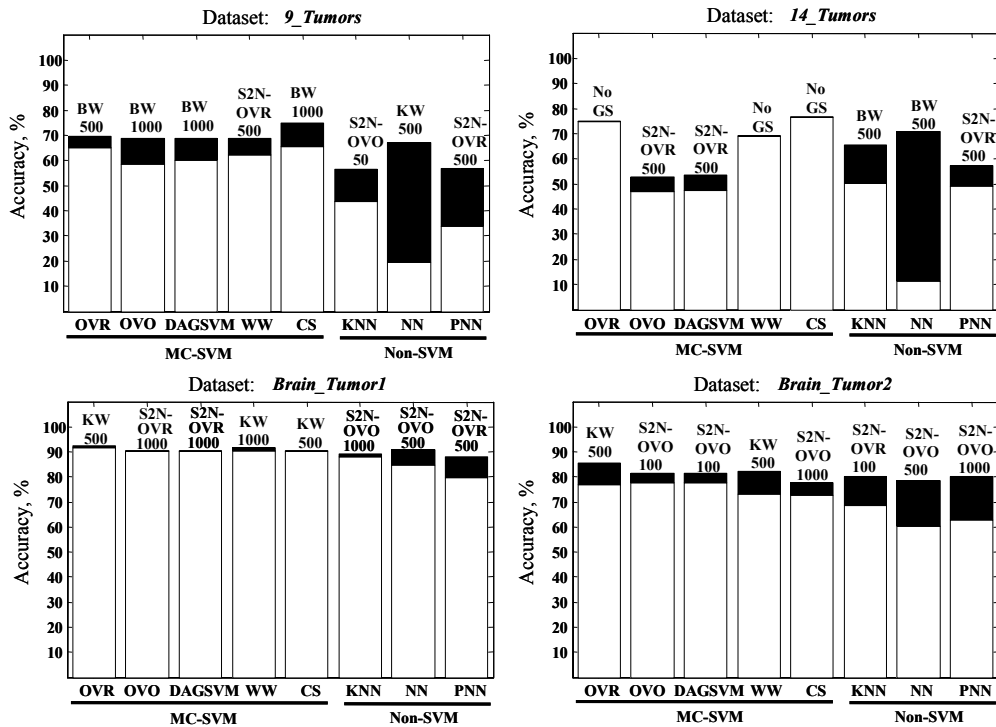 Dataset: 9_Tumors
Accuracy, %
100
90
80
70
60
50
40
30
20
10
BW
500
BW
1000
BW
1000
S2N-
OVR
500
BW
1000
S2N-
OVO
50
KW
500
S2N-
OVR
500
OVR OVO DAGSVM WW CS KNN NN PNN
MC-SVM Non-SVM
Dataset: 14_Tumors
Accuracy, %
100
90
80
70
60
50
40
30
20
10
No
GS
S2N-
OVR
500
S2N-
OVR
500
No
GS
No
GS
BW
500
BW
500
S2N-
OVR
500
OVR OVO DAGSVM WW CS KNN NN PNN
MC-SVM Non-SVM
Dataset: Brain_Tumor1
Accuracy, %
100
90
80
70
60
50
40
30
20
10
KW
500
S2N-
OVR
1000
S2N-
OVR
1000
KW
1000
KW
500
S2N-
OVO
1000
S2N-
OVO
500
S2N-
OVR
500
OVR OVO DAGSVM WW CS KNN NN PNN
MC-SVM Non-SVM
Dataset: Brain_Tumor2
Accuracy, %
100
90
80
70
60
50
40
30
20
10
KW
500
S2N-
OVO
100
S2N-
OVO
100
KW
500
S2N-
OVO
1000
S2N-
OVR
100
S2N-
OVO
500
S2N-
OVO
1000
OVR OVO DAGSVM WW CS KNN NN PNN
MC-SVM Non-SVM